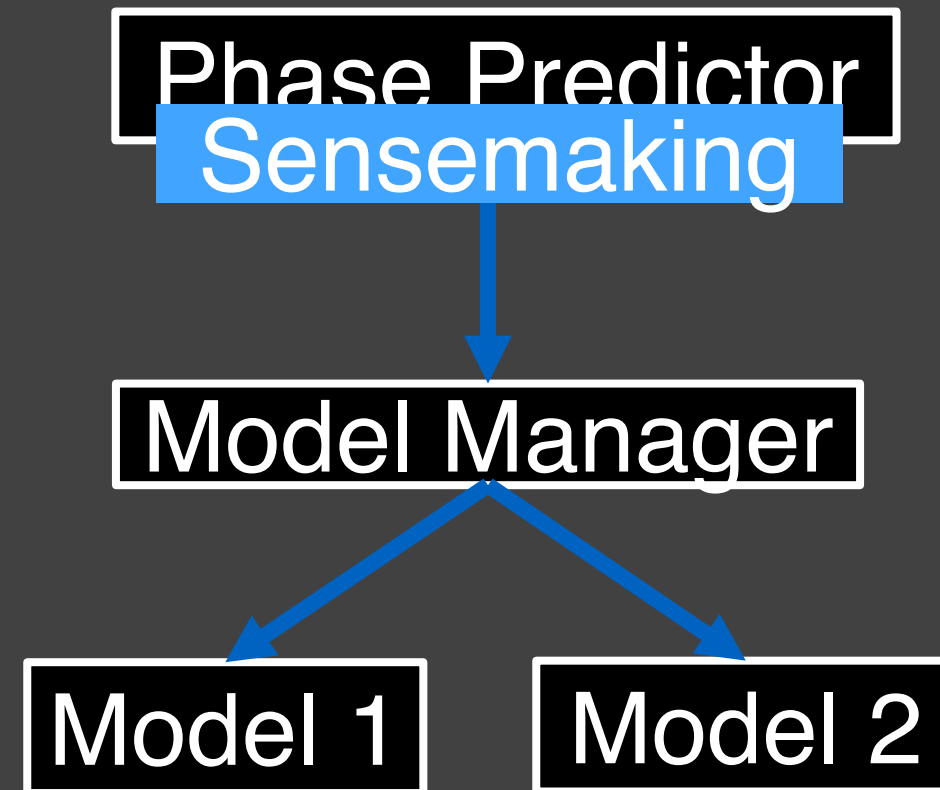 Phase Predictor
Sensemaking
Model Manager
Model 1
Model 2